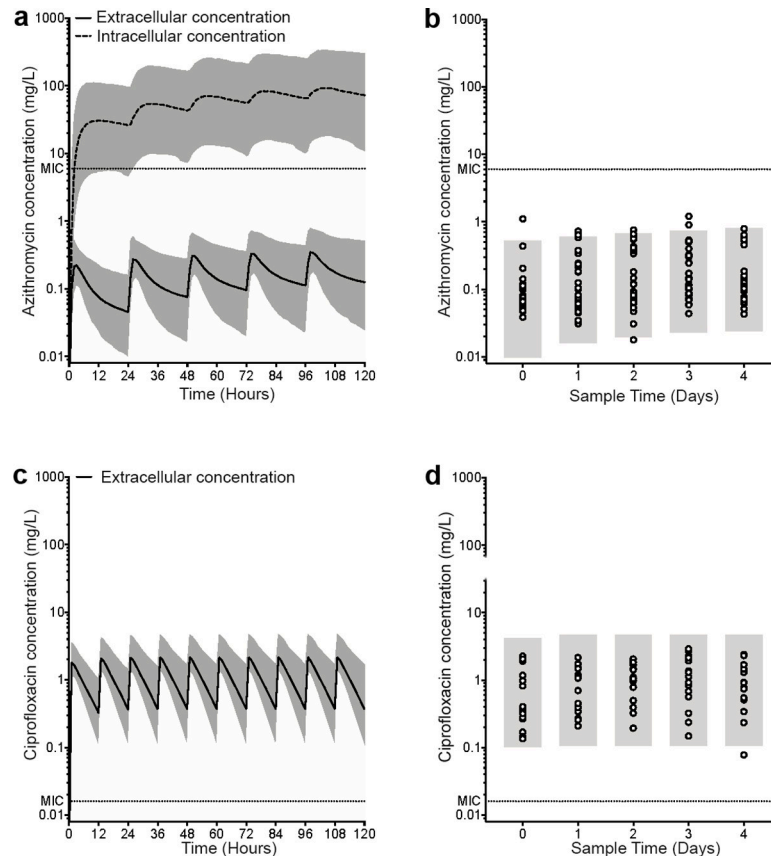 a
Extracellular concentration
Intracellular concentration
Azithromycin concentration (mg/L)
1000
100
10
MIC
1
0.1
0.01
0 12 24 36 48 60 72 84 96 108 120
Time (Hours)
b
Azithromycin concentration (mg/L)
1000
100
10
MIC
1
0.1
0.01
0 1 2 3 4
Sample Time (Days)
c
Extracellular concentration
Ciprofloxacin concentration (mg/L)
1000
100
10
1
0.1
MIC
0.01
0 12 24 36 48 60 72 84 96 108 120
Time (Hours)
d
Ciprofloxacin concentration (mg/L)
1000
100
10
1
0.1
MIC
0.01
0 1 2 3 4
Sample Time (Days)